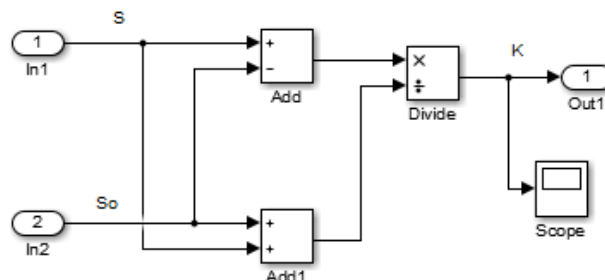 S
1
In1
+
−
Add
×
÷
Divide
K
1
Out1
Scope
So
2
In2
+
+
Add1